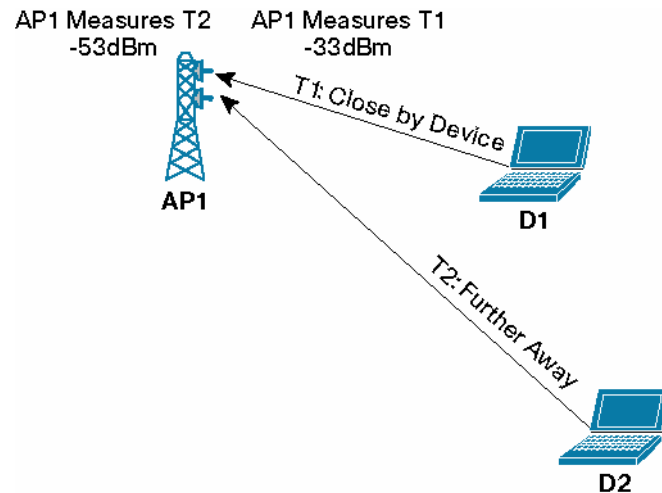 AP1 Measures T2
-53dBm
AP1 Measures T1
-33dBm
T1: Close by Device
AP1
D1
T2: Further Away
D2